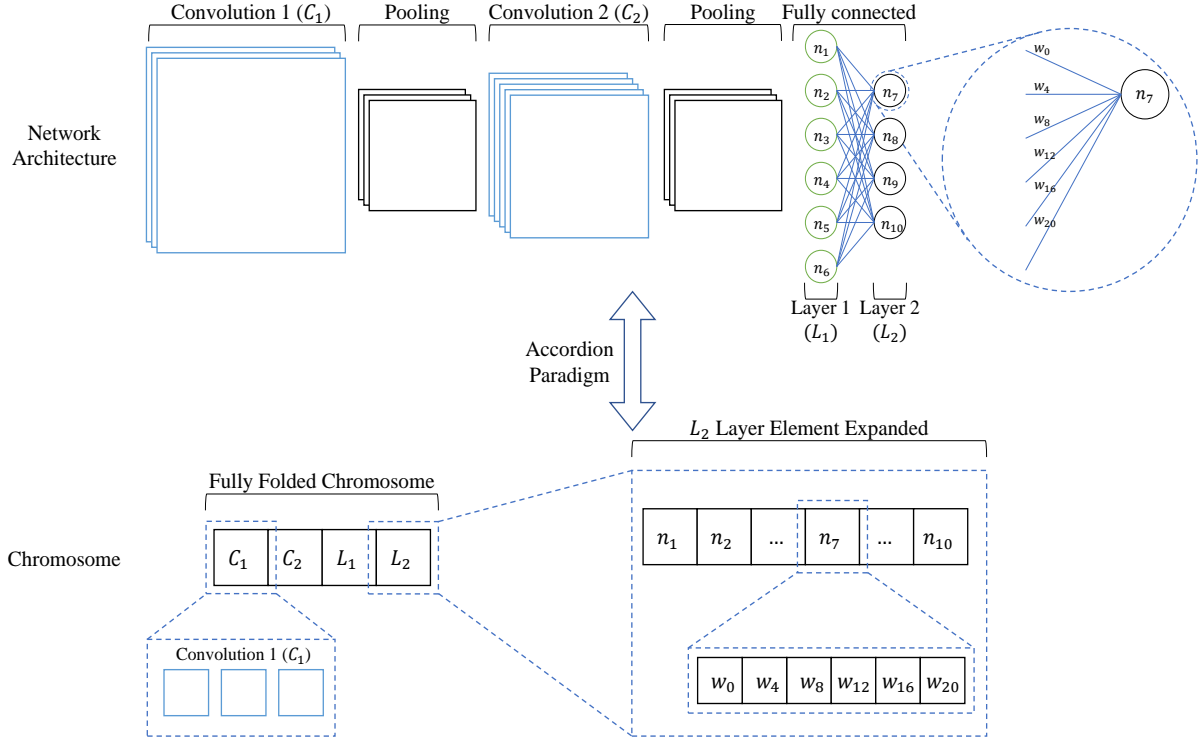 Convolution 1 (C₁)
Pooling
Convolution 2 (C₂)
Pooling
Fully connected
Network
Architecture
n₁
n₂
n₃
n₄
n₅
n₆
n₇
n₈
n₉
n₁₀
w₀
w₄
w₈
w₁₂
w₁₆
w₂₀
n₇
Layer 1
(L₁)
Layer 2
(L₂)
Accordion
Paradigm
L₂ Layer Element Expanded
Fully Folded Chromosome
Chromosome
C₁ C₂ L₁ L₂
n₁ n₂ ... n₇ ... n₁₀
Convolution 1 (C₁)
w₀ w₄ w₈ w₁₂ w₁₆ w₂₀